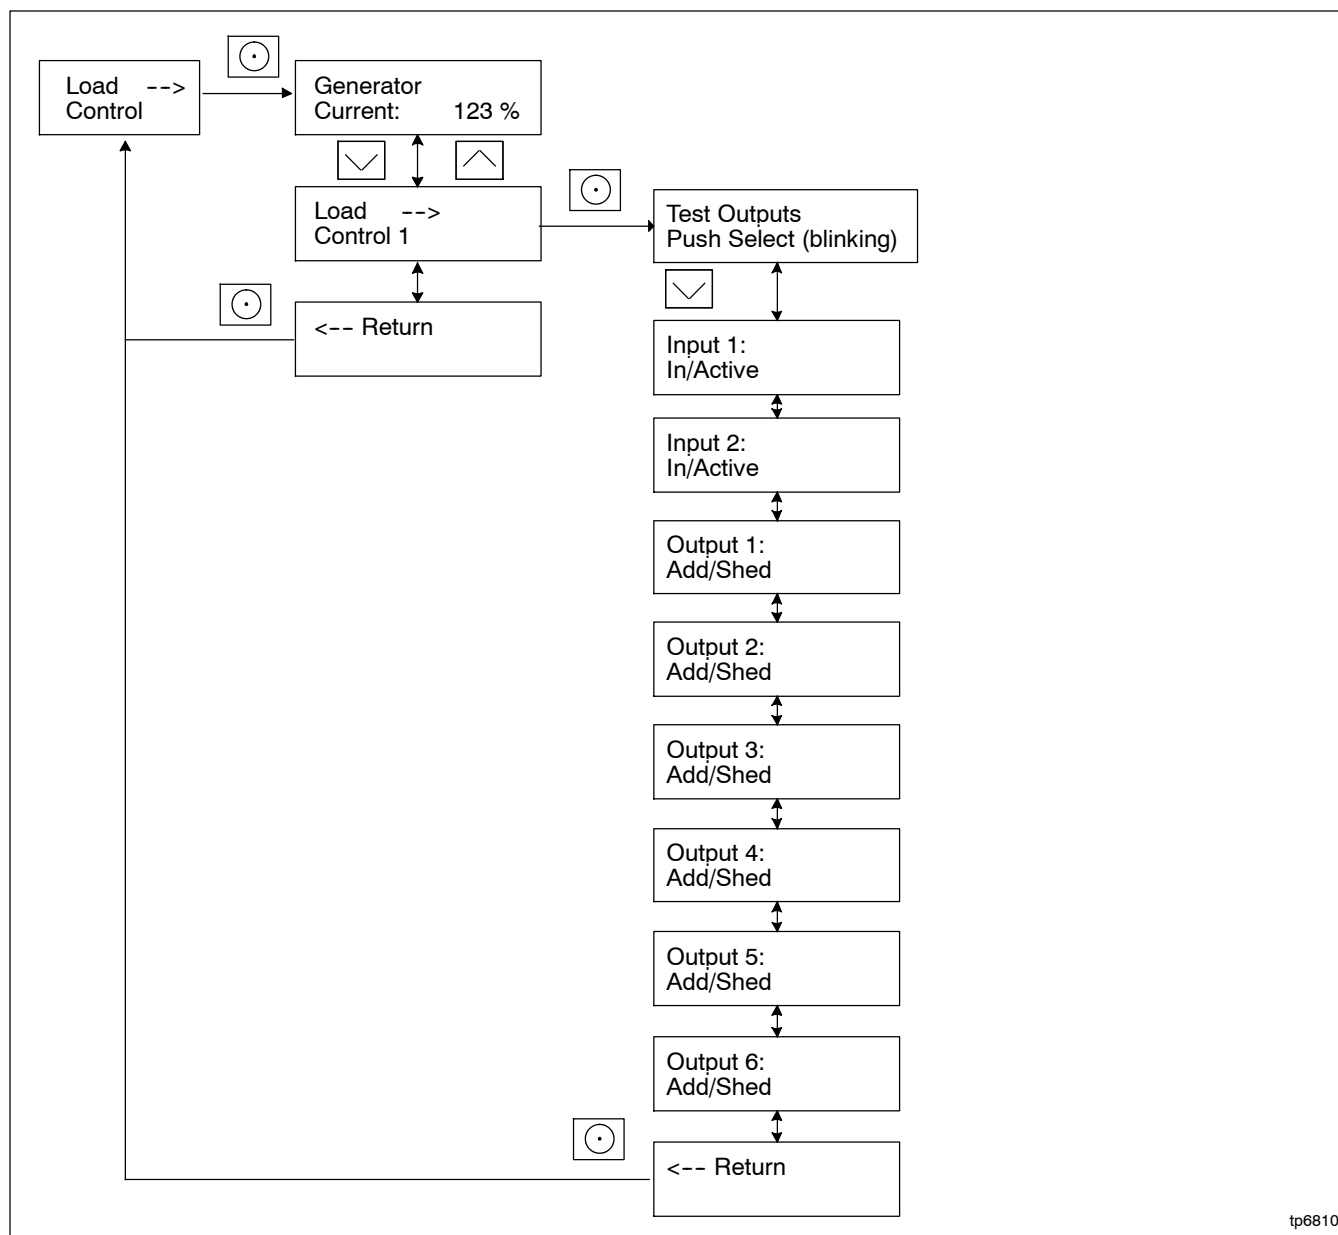 Load -->
Control
Generator
Current: 123 %
Load -->
Control 1
<-- Return
Test Outputs
Push Select (blinking)
Input 1:
In/Active
Input 2:
In/Active
Output 1:
Add/Shed
Output 2:
Add/Shed
Output 3:
Add/Shed
Output 4:
Add/Shed
Output 5:
Add/Shed
Output 6:
Add/Shed
<-- Return
tp6810